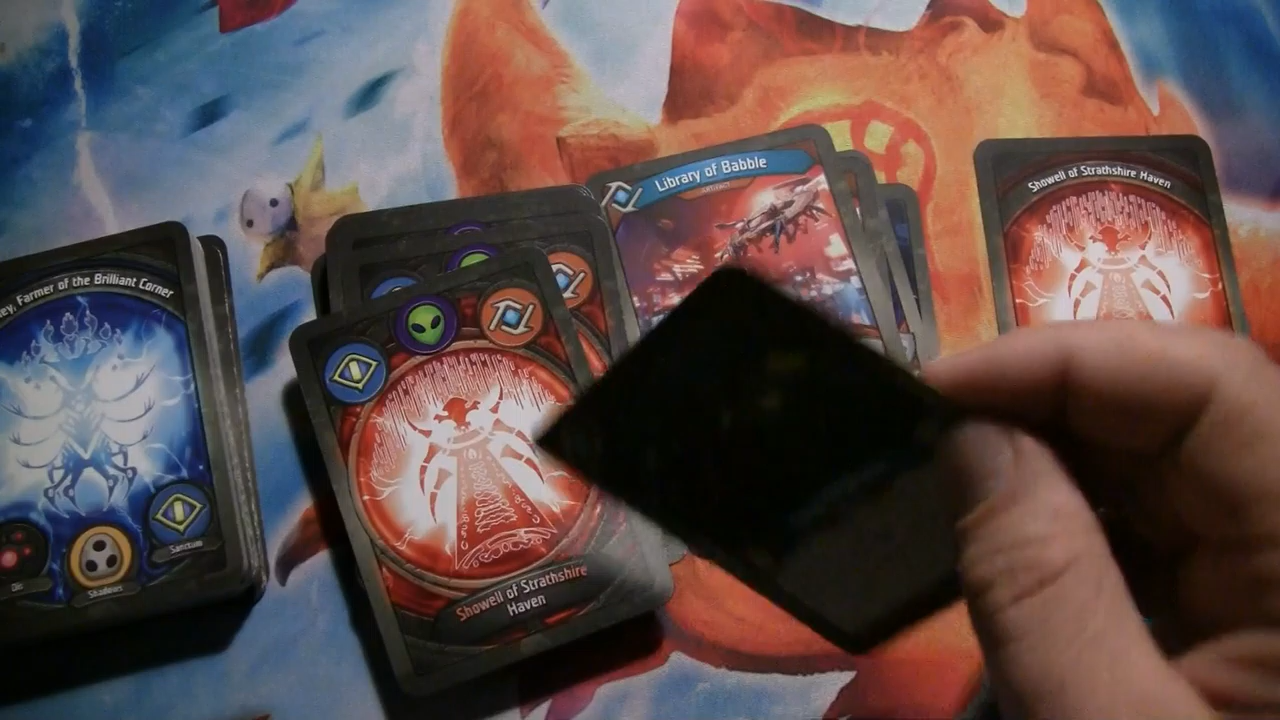 ey, Farmer of the Brilliant Corner
Dis
Shadows
Sanctum
Showell of Strathshire
Haven
Library of Babble
ARTIFACT
Showell of Strathshire Haven